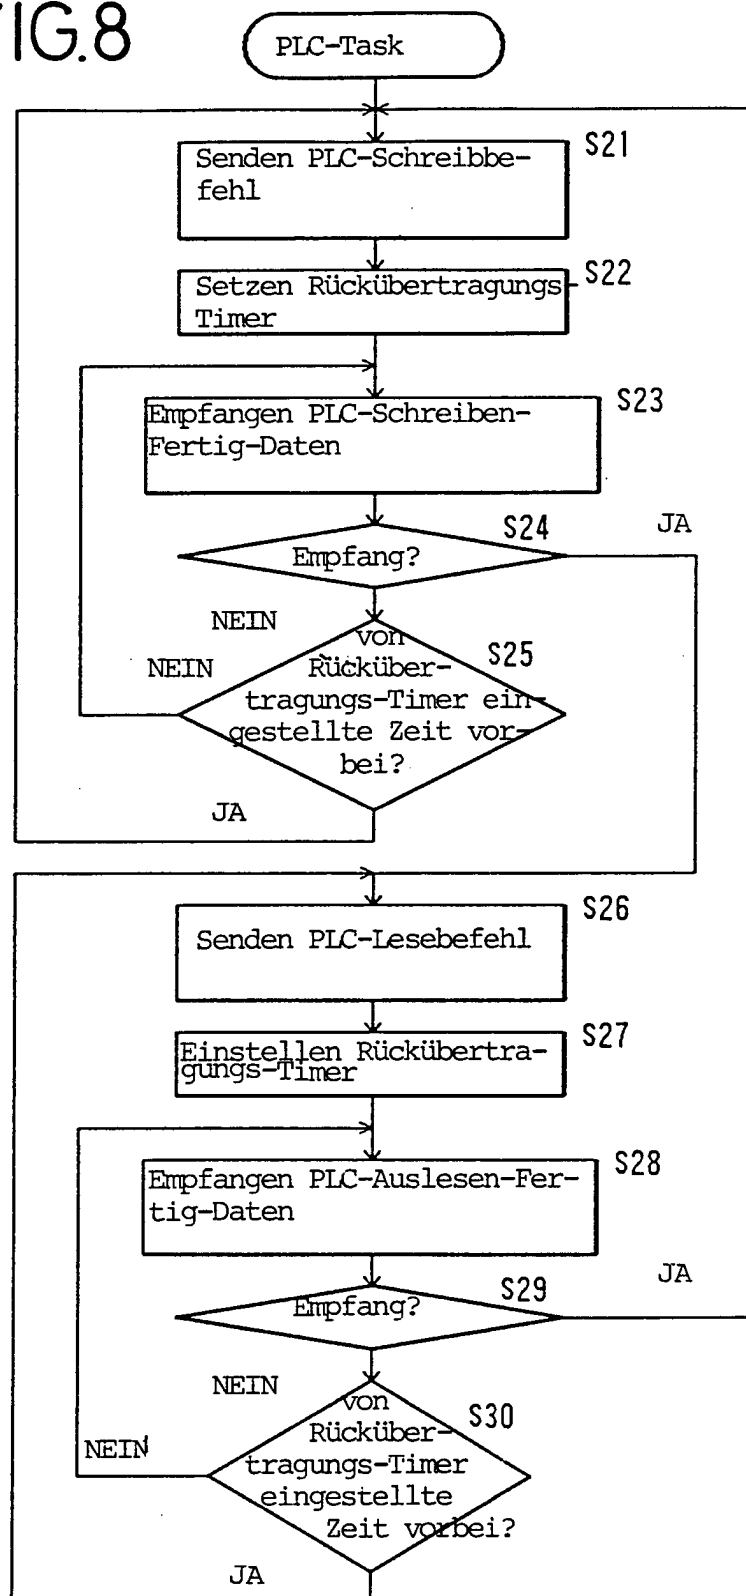 FIG.8
PLC-Task
S21
Senden PLC-Schreibbe-
fehl
S22
Setzen Rückübertragungs-
Timer
S23
Empfangen PLC-Schreiben-
Fertig-Daten
S24
JA
Empfang?
NEIN
NEIN
S25
von
Rücküber-
tragungs-Timer ein-
gestellte Zeit vor-
bei?
JA
S26
Senden PLC-Lesebefehl
S27
Einstellen Rückübertra-
gungs-Timer
S28
Empfangen PLC-Auslesen-Fer-
tig-Daten
S29
JA
Empfang?
NEIN
NEIN
S30
von
Rücküber-
tragungs-Timer
eingestellte
Zeit vorbei?
JA